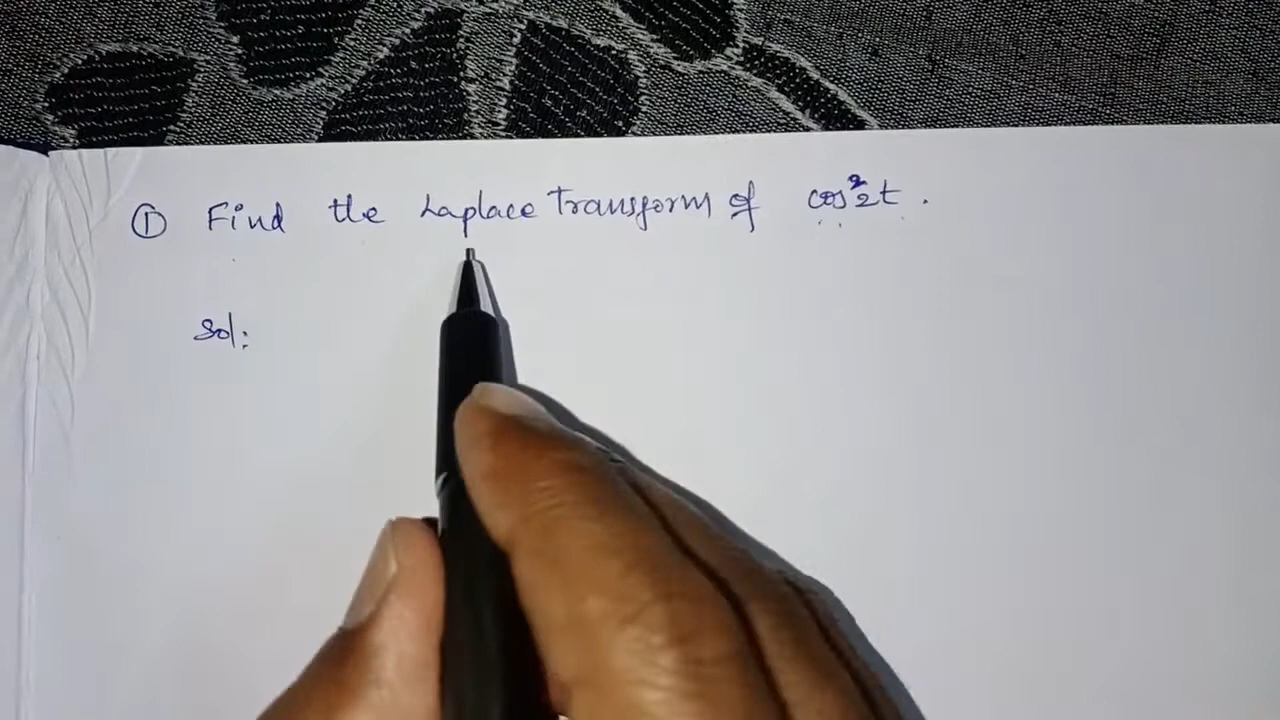 ① Find the Laplace Transform of cos²2t.
Sol: